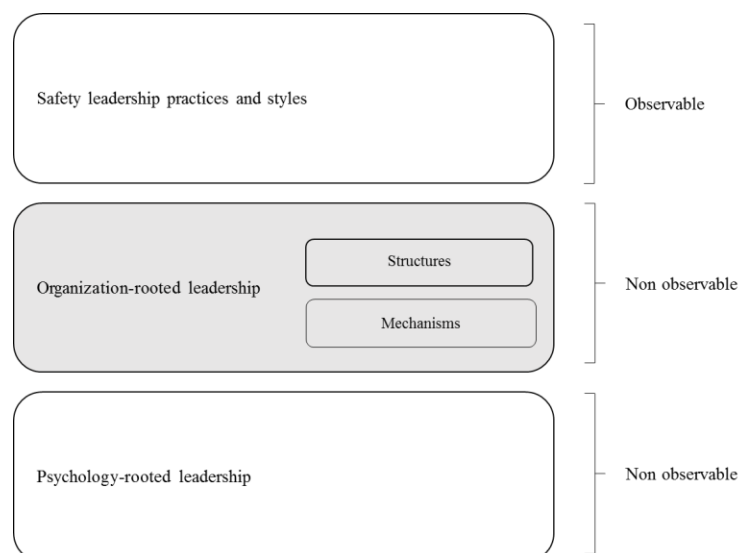 Safety leadership practices and styles
Observable
Organization-rooted leadership
Structures
Mechanisms
Non observable
Psychology-rooted leadership
Non observable